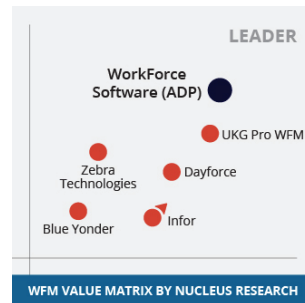 LEADER
WorkForce
Software (ADP)
UKG Pro WFM
Zebra
Technologies
Dayforce
Blue Yonder
Infor
WFM VALUE MATRIX BY NUCLEUS RESEARCH